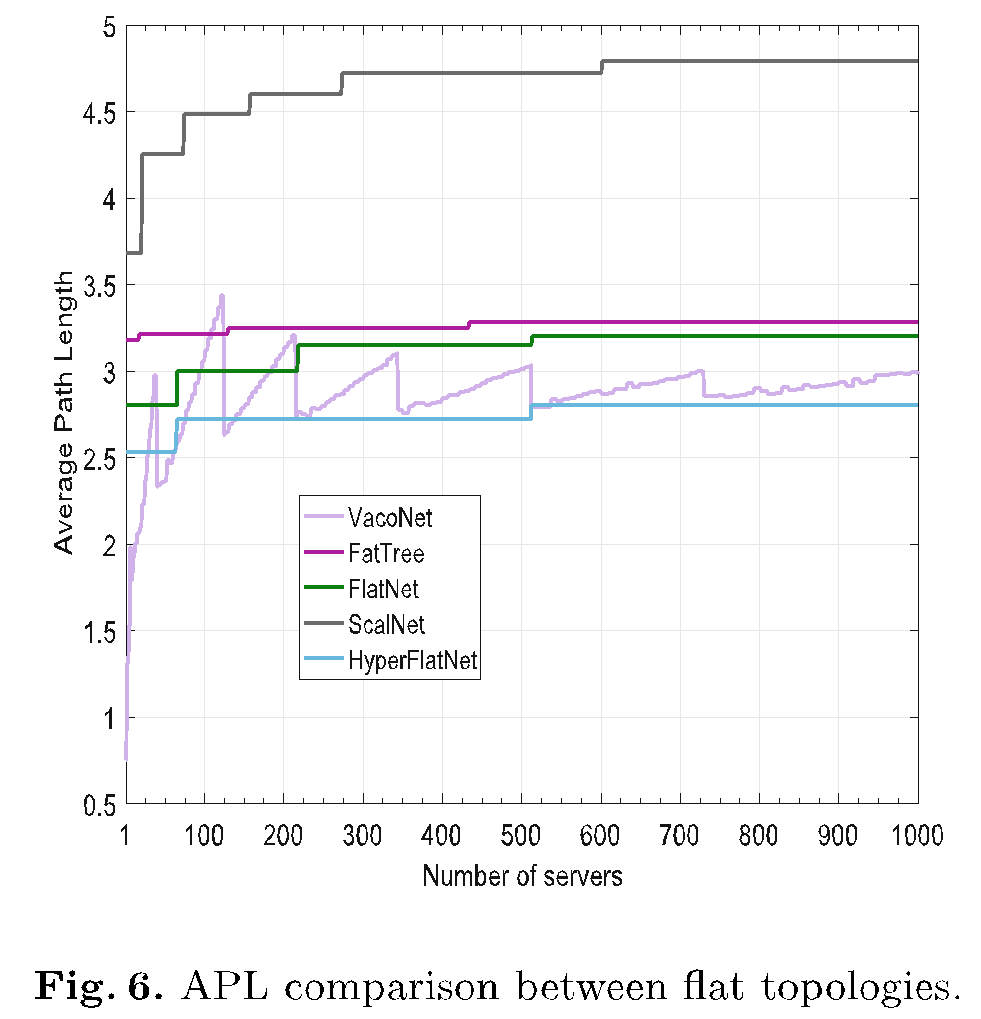 5
4.5
4
3.5
3
2.5
2
1.5
1
0.5
Average Path Length
VacoNet
FatTree
FlatNet
ScalNet
HyperFlatNet
1 100 200 300 400 500 600 700 800 900 1000
Number of servers
Fig. 6. APL comparison between flat topologies.